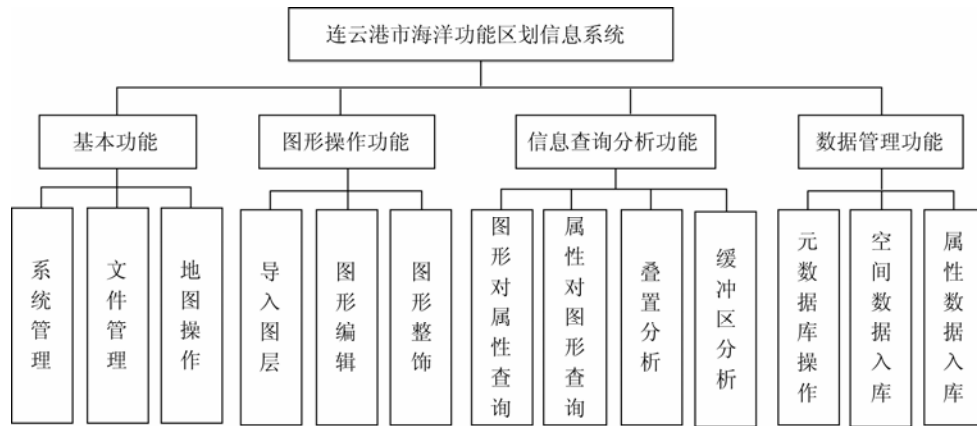 连云港市海洋功能区划信息系统
基本功能
图形操作功能
信息查询分析功能
数据管理功能
系统管理
文件管理
地图操作
导入图层
图形编辑
图形整饰
图形对属性查询
属性对图形查询
叠置分析
缓冲区分析
元数据库操作
空间数据入库
属性数据入库